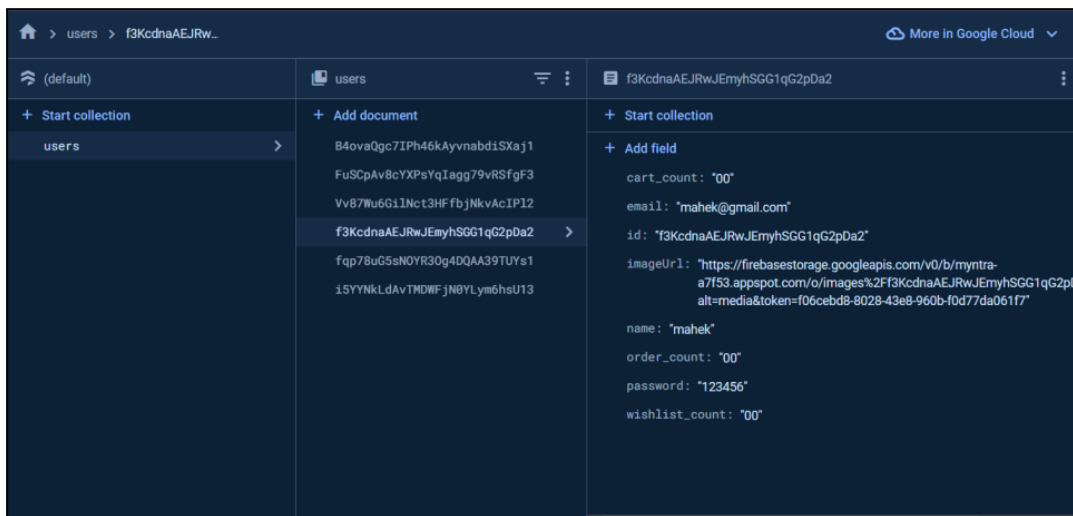 users > f3KcdnaAEJRw…
More in Google Cloud
(default)
users
f3KcdnaAEJRwJEmyhSGG1qG2pDa2
+ Start collection
+ Add document
+ Start collection
users
B4ovaQgc7IPh46kAyvnabdiSXaj1
FuSCpAv8cYXPsYqIagg79vRSfgF3
Vv87Wu6GilNct3HFfbjNkvAcIPl2
f3KcdnaAEJRwJEmyhSGG1qG2pDa2
fqp78uG5sNOYR3Og4DQAA39TUYs1
i5YYNkLdAvTMDWFjN0YLym6hsU13
+ Add field
cart_count: "00"
email: "mahek@gmail.com"
id: "f3KcdnaAEJRwJEmyhSGG1qG2pDa2"
imageUrl: "https://firebasestorage.googleapis.com/v0/b/myntra-
a7f53.appspot.com/o/images%2Ff3KcdnaAEJRwJEmyhSGG1qG2pD
alt=media&token=f06cebd8-8028-43e8-960b-f0d77da061f7"
name: "mahek"
order_count: "00"
password: "123456"
wishlist_count: "00"